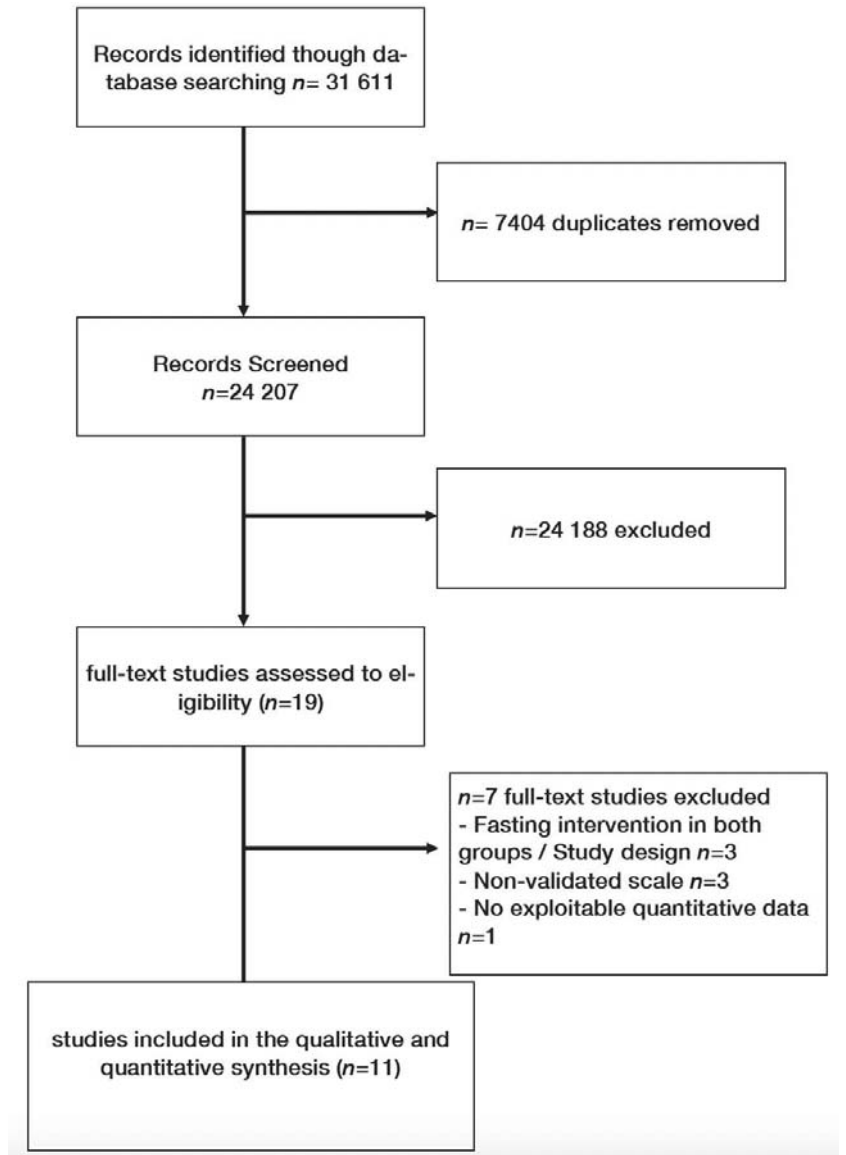 Records identified though da-
tabase searching n= 31 611
n= 7404 duplicates removed
Records Screened
n=24 207
n=24 188 excluded
full-text studies assessed to el-
igibility (n=19)
n=7 full-text studies excluded
- Fasting intervention in both
groups / Study design n=3
- Non-validated scale n=3
- No exploitable quantitative data
n=1
studies included in the qualitative and
quantitative synthesis (n=11)